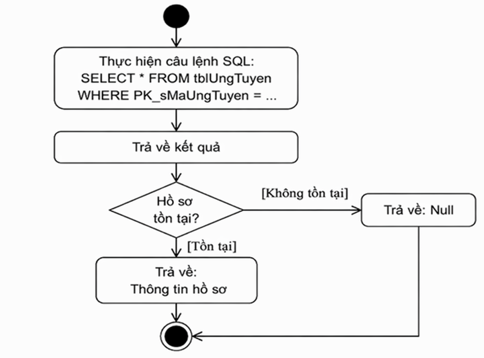 Thực hiện câu lệnh SQL:
SELECT * FROM tblUngTuyen
WHERE PK_sMaUngTuyen = ...
Trả về kết quả
Hồ sơ
tồn tại?
[Không tồn tại]
Trả về: Null
[Tồn tại]
Trả về:
Thông tin hồ sơ